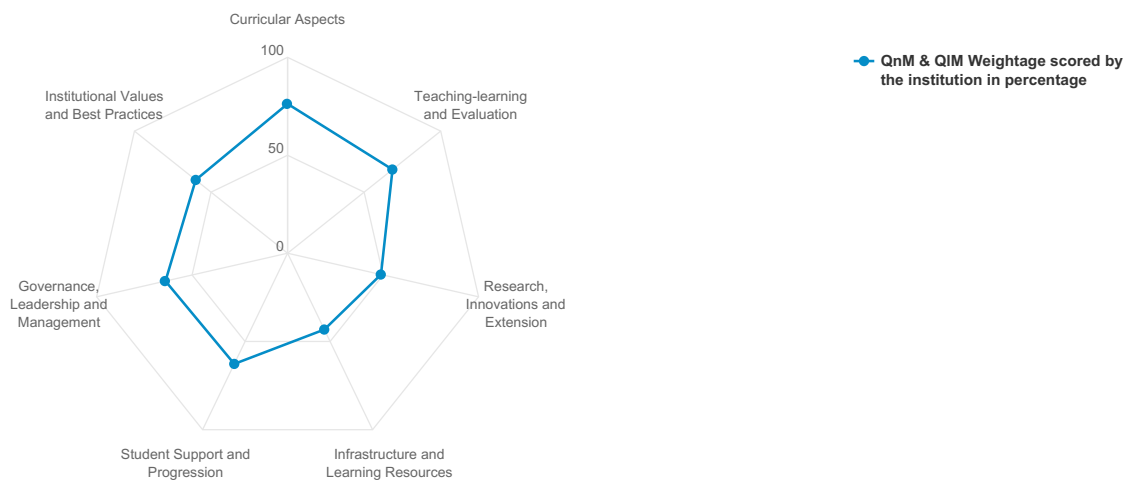 Curricular Aspects
100
QnM & QlM Weightage scored by
the institution in percentage
Institutional Values
and Best Practices
Teaching-learning
and Evaluation
50
0
Governance,
Leadership and
Management
Research,
Innovations and
Extension
Student Support and
Progression
Infrastructure and
Learning Resources